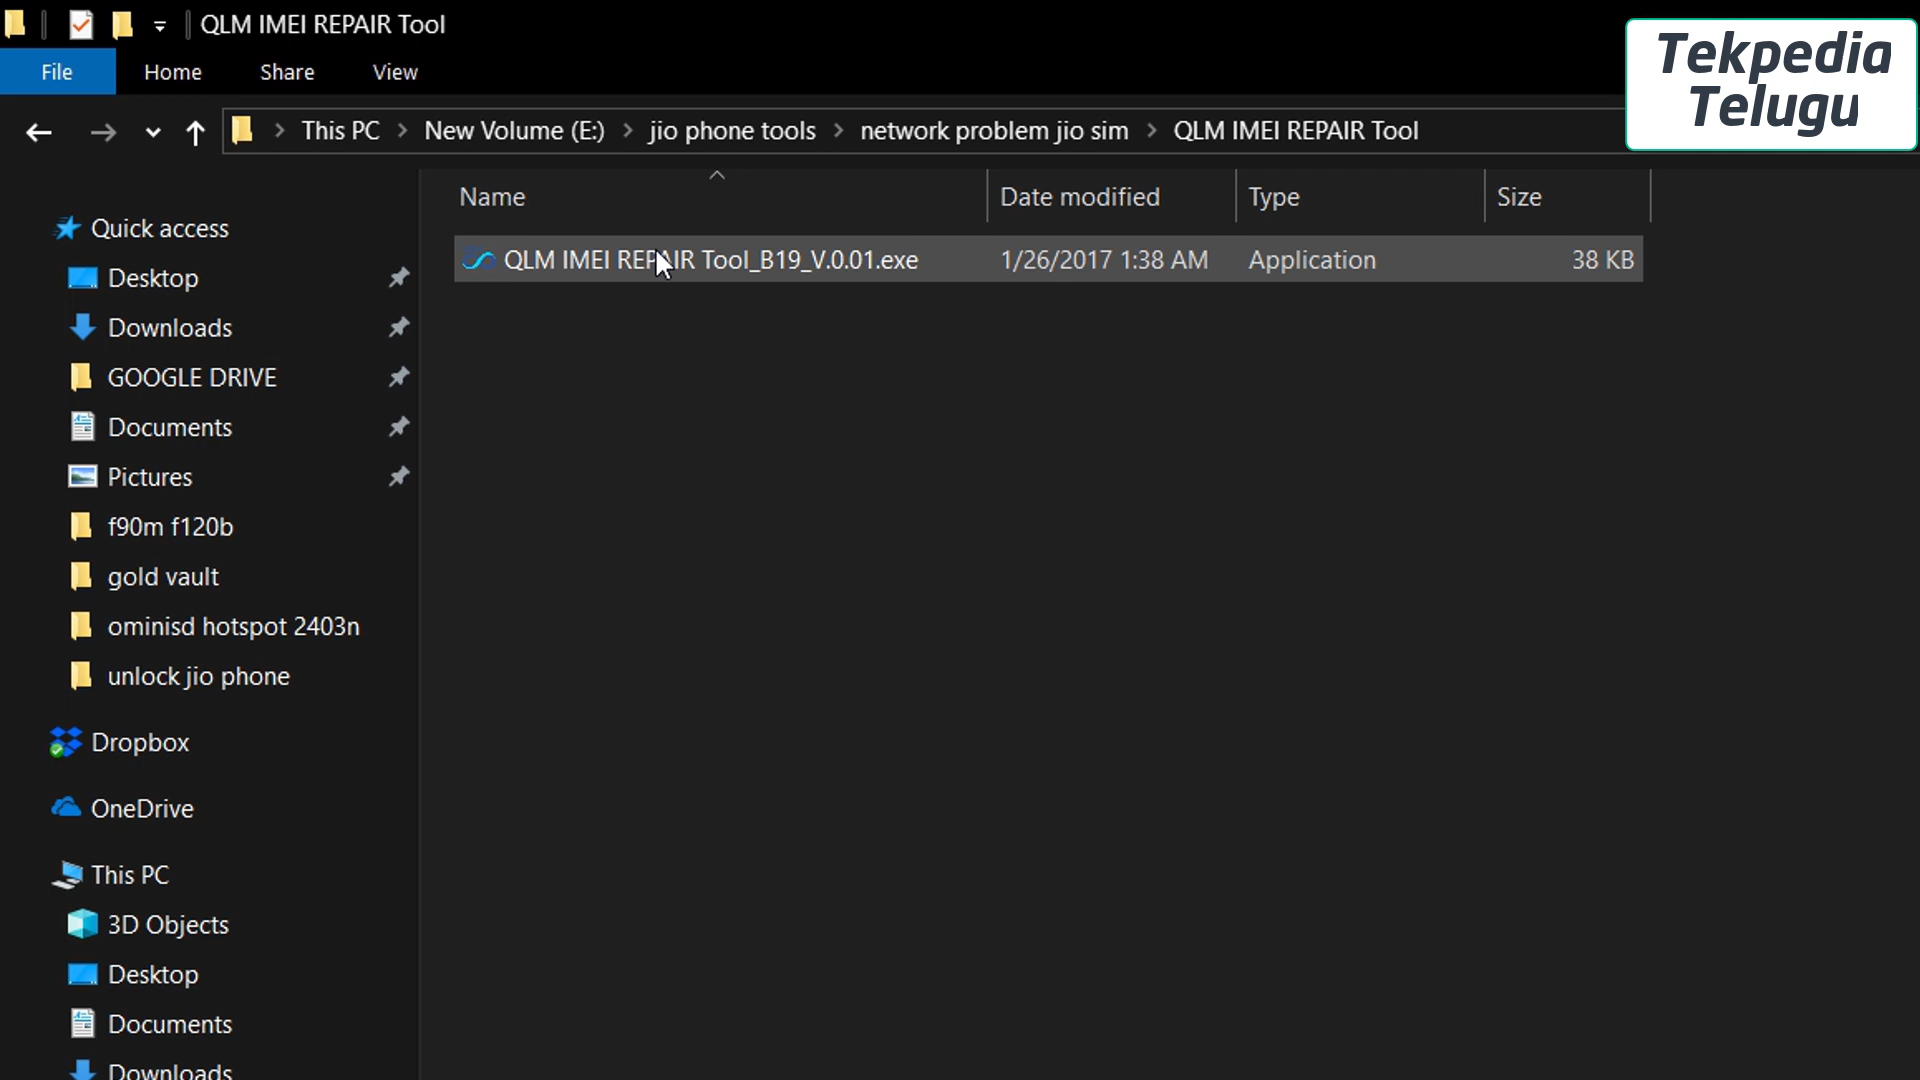 QLM IMEI REPAIR Tool
Tekpedia
Telugu
File Home Share View
This PC > New Volume (E:) > jio phone tools > network problem jio sim > QLM IMEI REPAIR Tool
Name Date modified Type Size
QLM IMEI REPAIR Tool_B19_V.0.01.exe 1/26/2017 1:38 AM Application 38 KB
Quick access
Desktop
Downloads
GOOGLE DRIVE
Documents
Pictures
f90m f120b
gold vault
ominisd hotspot 2403n
unlock jio phone
Dropbox
OneDrive
This PC
3D Objects
Desktop
Documents
Downloads